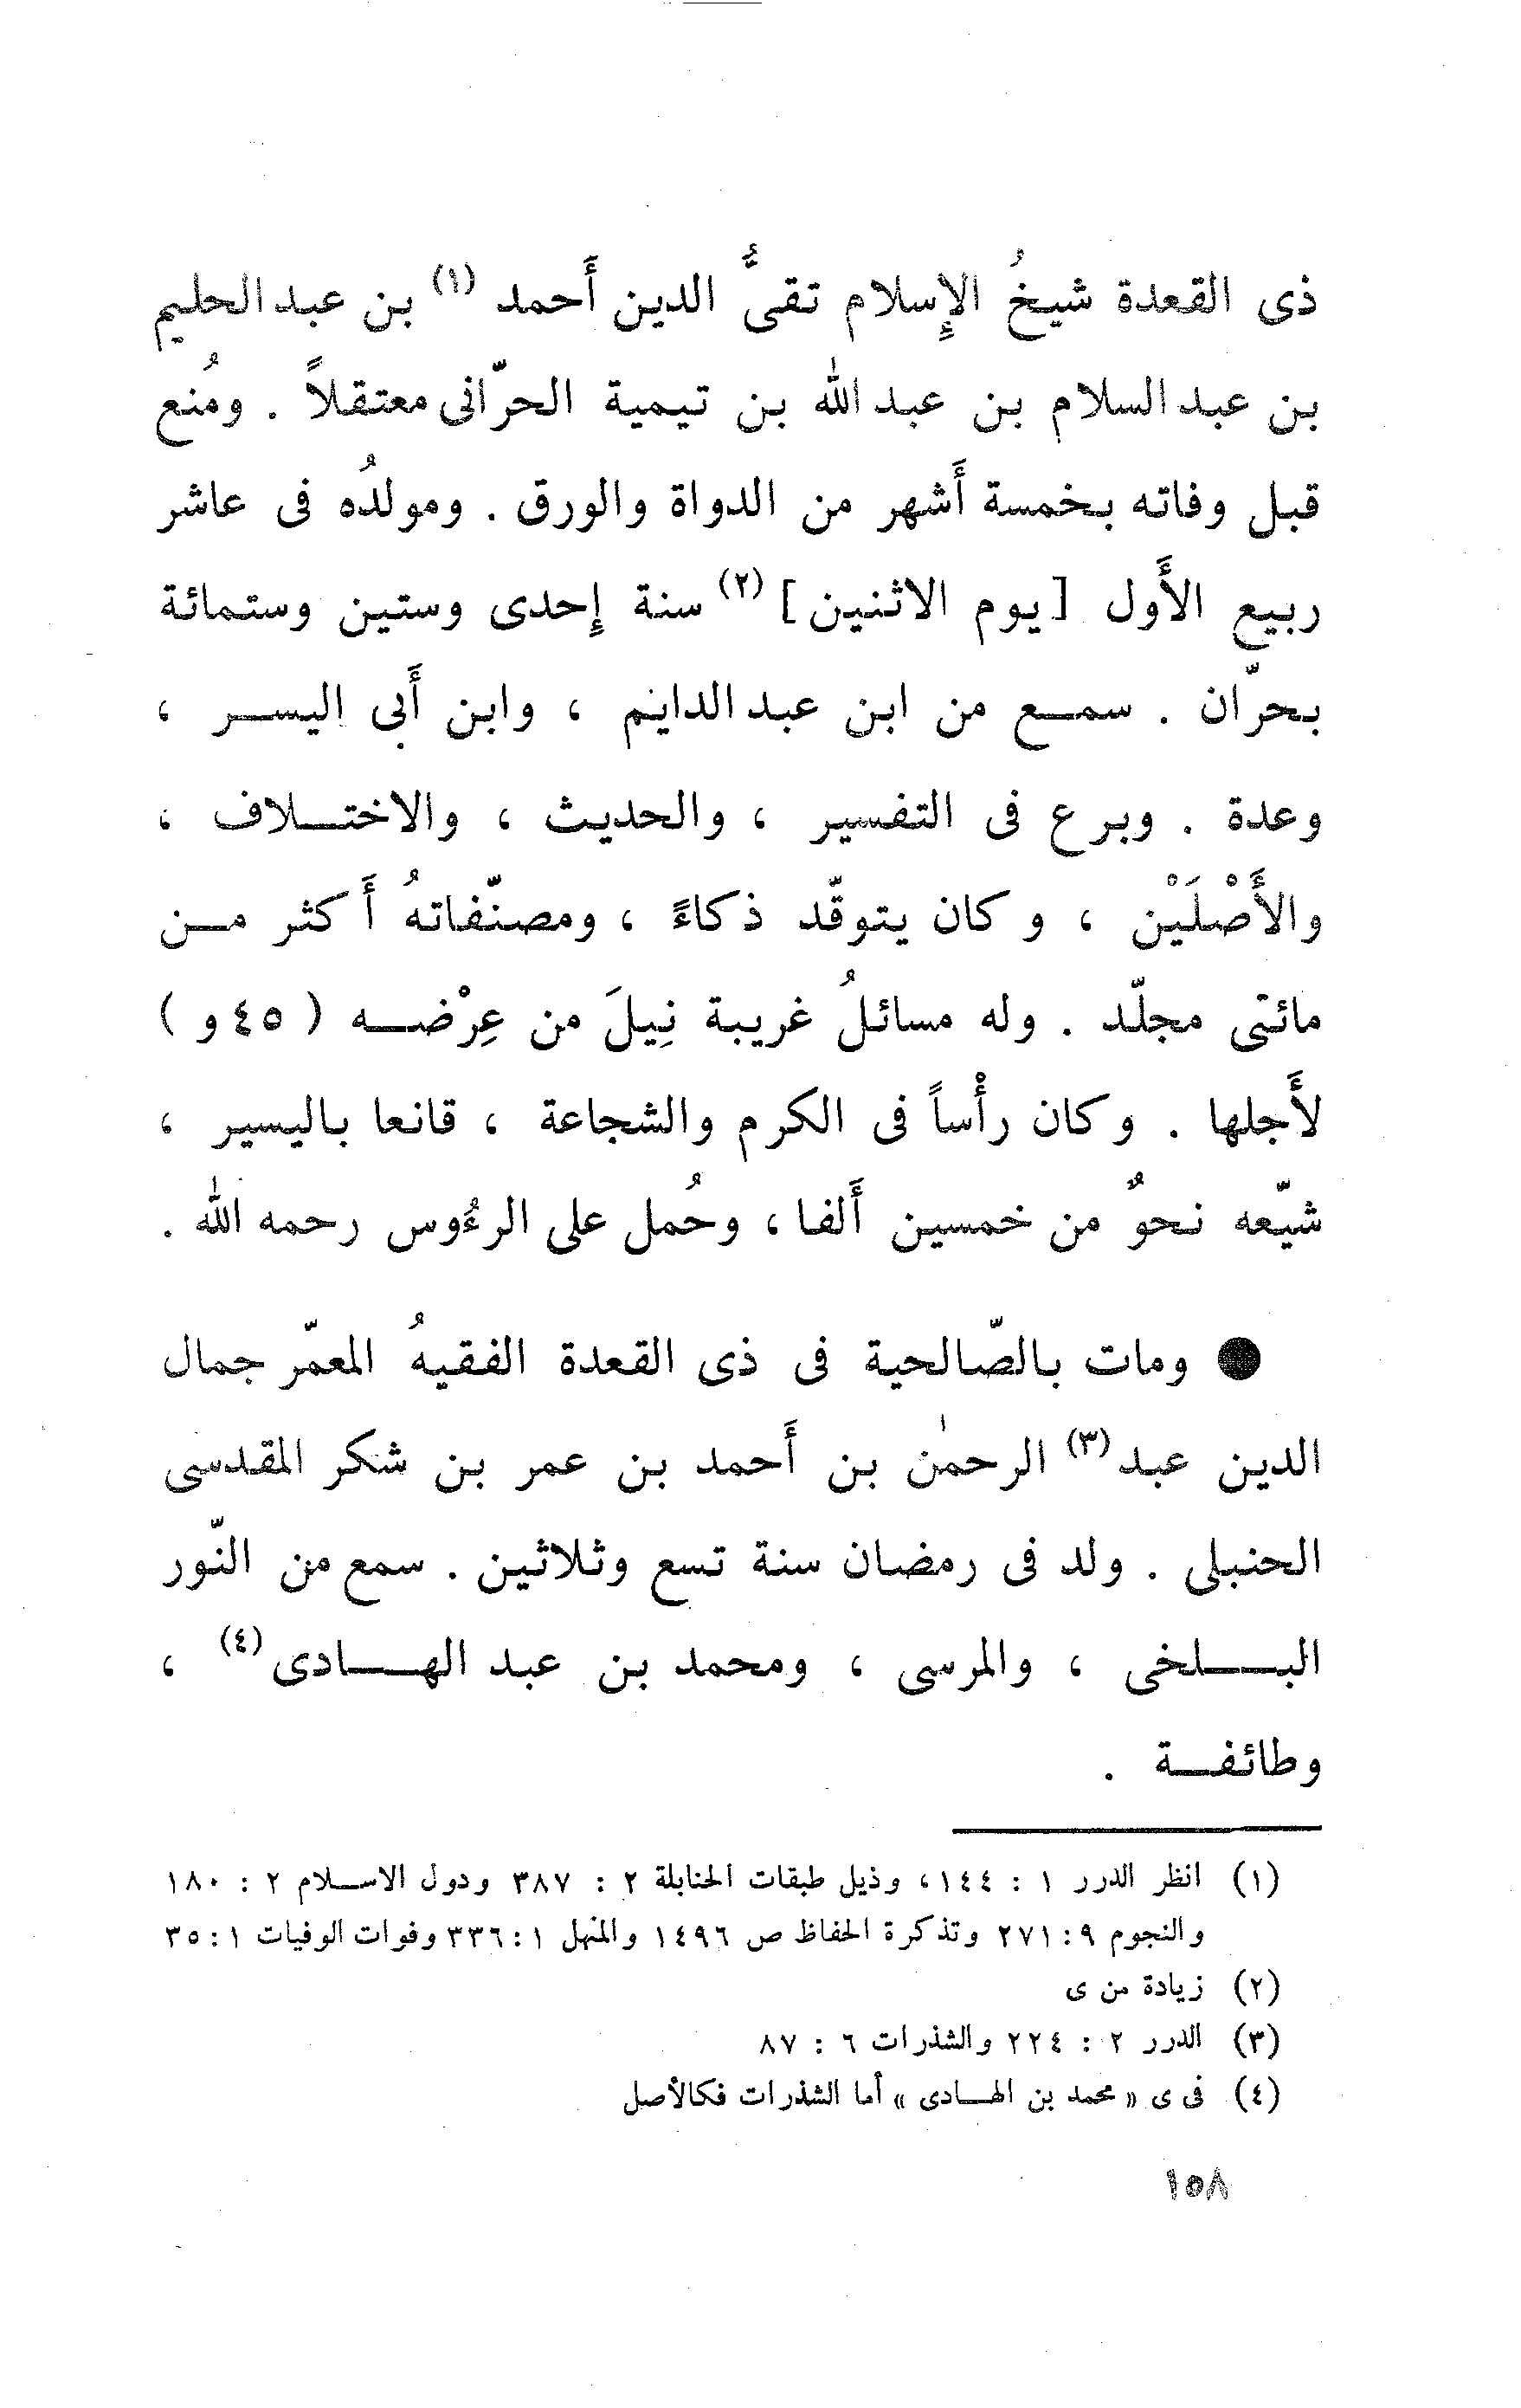 ذى القعدة شيخُ الإِسلام تقىُّ الدين أَحمد (١) بن عبد الحليم
بن عبد السلام بن عبد الله بن تيمية الحرّانى معتقلاً . ومُنع
قبل وفاته بخمسة أَشهر من الدواة والورق . ومولدُه فى عاشر
ربيع الأَول [ يوم الاثنين ] (٢) سنة إِحدى وستين وستمائة
بحرّان . سمع من ابن عبد الدايم ، وابن أَبى اليسر ،
وعدة . وبرع فى التفسير ، والحديث ، والاختلاف ،
والأَصْلَيْن ، وكان يتوقّد ذكاءً ، ومصنّفاتهُ أَكثر من
مائتى مجلّد . وله مسائلُ غريبة نِيلَ من عِرْضه ( ٤٥ و )
لأَجلها . وكان رأْساً فى الكرم والشجاعة ، قانعا باليسير ،
شيّعه نحوٌ من خمسين أَلفا ، وحُمل على الرءُوس رحمه الله .
● ومات بالصّالحية فى ذى القعدة الفقيهُ المعمّر جمال
الدين عبد (٣) الرحمٰن بن أَحمد بن عمر بن شكر المقدسى
الحنبلى . ولد فى رمضان سنة تسع وثلاثين . سمع من النّور
البلخى ، والمرسى ، ومحمد بن عبد الهادى (٤) ،
وطائفة .
(١) انظر الدرر ١ : ١٤٤ ، وذيل طبقات الحنابلة ٢ : ٣٨٧ ودول الاسلام ٢ : ١٨٠
والنجوم ٩ : ٢٧١ وتذكرة الحفاظ ص ١٤٩٦ والمنهل ١ : ٣٣٦ وفوات الوفيات ١ : ٣٥
(٢) زيادة من ى
(٣) الدرر ٢ : ٢٢٤ والشذرات ٦ : ٨٧
(٤) فى ى « محمد بن الهادى » أما الشذرات فكالأصل
١٥٨